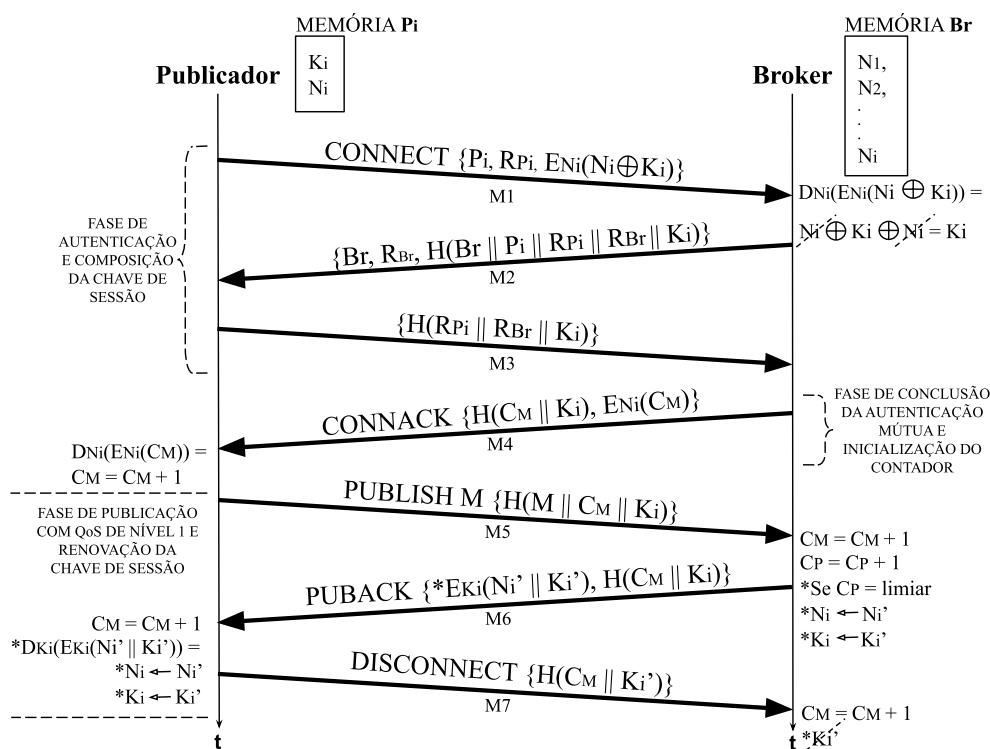 MEMÓRIA Pi
Ki
Ni
Publicador
MEMÓRIA Br
N1,
N2,
.
.
.
Ni
Broker
FASE DE
AUTENTICAÇÃO
E COMPOSIÇÃO
DA CHAVE DE
SESSÃO
CONNECT {Pi, RPi, ENi(Ni⊕Ki)}
M1
DNi(ENi(Ni ⊕ Ki)) =
Ni ⊕ Ki ⊕ Ni = Ki
{Br, RBr, H(Br || Pi || RPi || RBr || Ki)}
M2
{H(RPi || RBr || Ki)}
M3
CONNACK {H(CM || Ki), ENi(CM)}
M4
FASE DE CONCLUSÃO
DA AUTENTICAÇÃO
MÚTUA E
INICIALIZAÇÃO DO
CONTADOR
DNi(ENi(CM)) =
CM = CM + 1
FASE DE PUBLICAÇÃO
COM QoS DE NÍVEL 1 E
RENOVAÇÃO DA
CHAVE DE SESSÃO
PUBLISH M {H(M || CM || Ki)}
M5
CM = CM + 1
CP = CP + 1
*Se CP = limiar
*Ni ← Ni’
*Ki ← Ki’
PUBACK {*EKi(Ni’ || Ki’), H(CM || Ki)}
M6
CM = CM + 1
*DKi(EKi(Ni’ || Ki’)) =
*Ni ← Ni’
*Ki ← Ki’
DISCONNECT {H(CM || Ki’)}
M7
CM = CM + 1
*Ki’
t
t